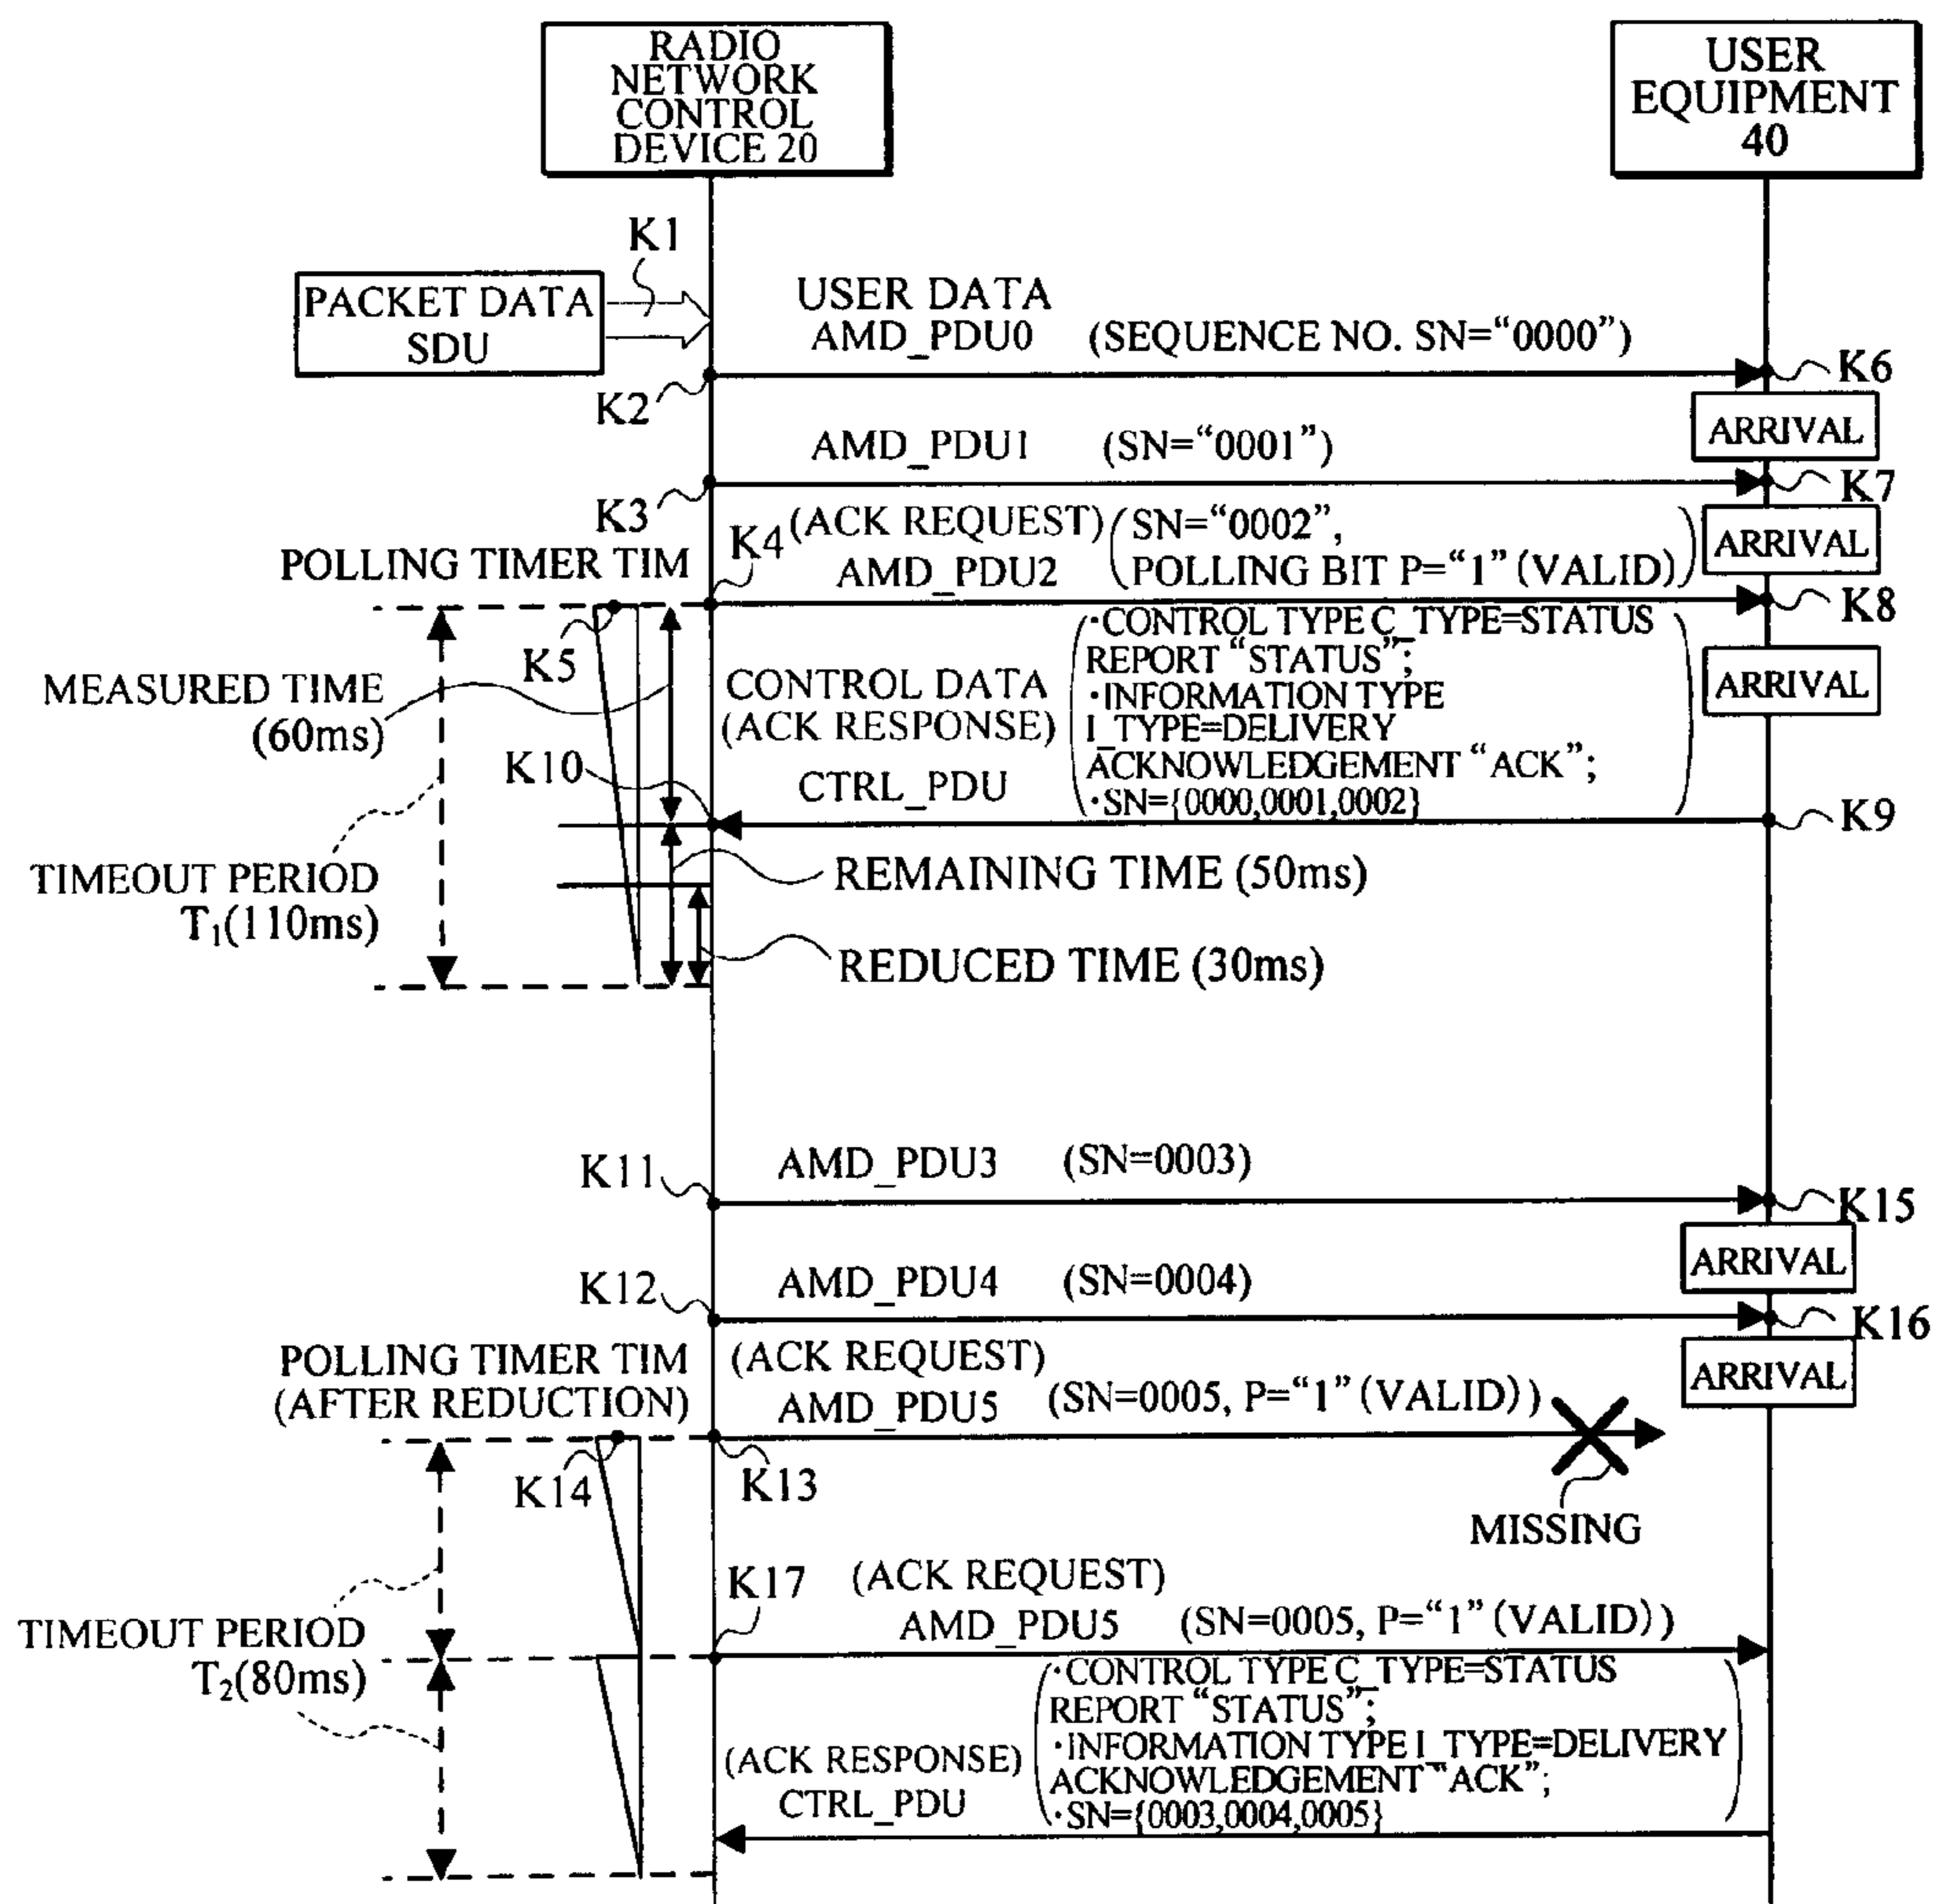 RADIO
NETWORK
CONTROL
DEVICE 20
USER
EQUIPMENT
40
K1
PACKET DATA
SDU
USER DATA
AMD_PDU0 (SEQUENCE NO. SN=“0000”)
K2
K6
ARRIVAL
AMD_PDU1 (SN=“0001”)
K3
K7
ARRIVAL
(ACK REQUEST)
AMD_PDU2
SN=“0002”,
POLLING BIT P=“1” (VALID)
K4
POLLING TIMER TIM
K8
K5
ARRIVAL
MEASURED TIME
(60ms)
CONTROL DATA
(ACK RESPONSE)
CTRL_PDU
·CONTROL TYPE C_TYPE=STATUS
REPORT “STATUS”;
·INFORMATION TYPE
I_TYPE=DELIVERY
ACKNOWLEDGEMENT “ACK”;
·SN={0000,0001,0002}
K10
K9
TIMEOUT PERIOD
T₁(110ms)
REMAINING TIME (50ms)
REDUCED TIME (30ms)
K11
AMD_PDU3 (SN=0003)
K15
ARRIVAL
K12
AMD_PDU4 (SN=0004)
K16
ARRIVAL
POLLING TIMER TIM
(AFTER REDUCTION)
(ACK REQUEST)
AMD_PDU5 (SN=0005, P=“1” (VALID))
K14
K13
MISSING
K17
(ACK REQUEST)
AMD_PDU5 (SN=0005, P=“1” (VALID))
TIMEOUT PERIOD
T₂(80ms)
(ACK RESPONSE)
CTRL_PDU
·CONTROL TYPE C_TYPE=STATUS
REPORT “STATUS”;
·INFORMATION TYPE I_TYPE=DELIVERY
ACKNOWLEDGEMENT “ACK”;
·SN={0003,0004,0005}